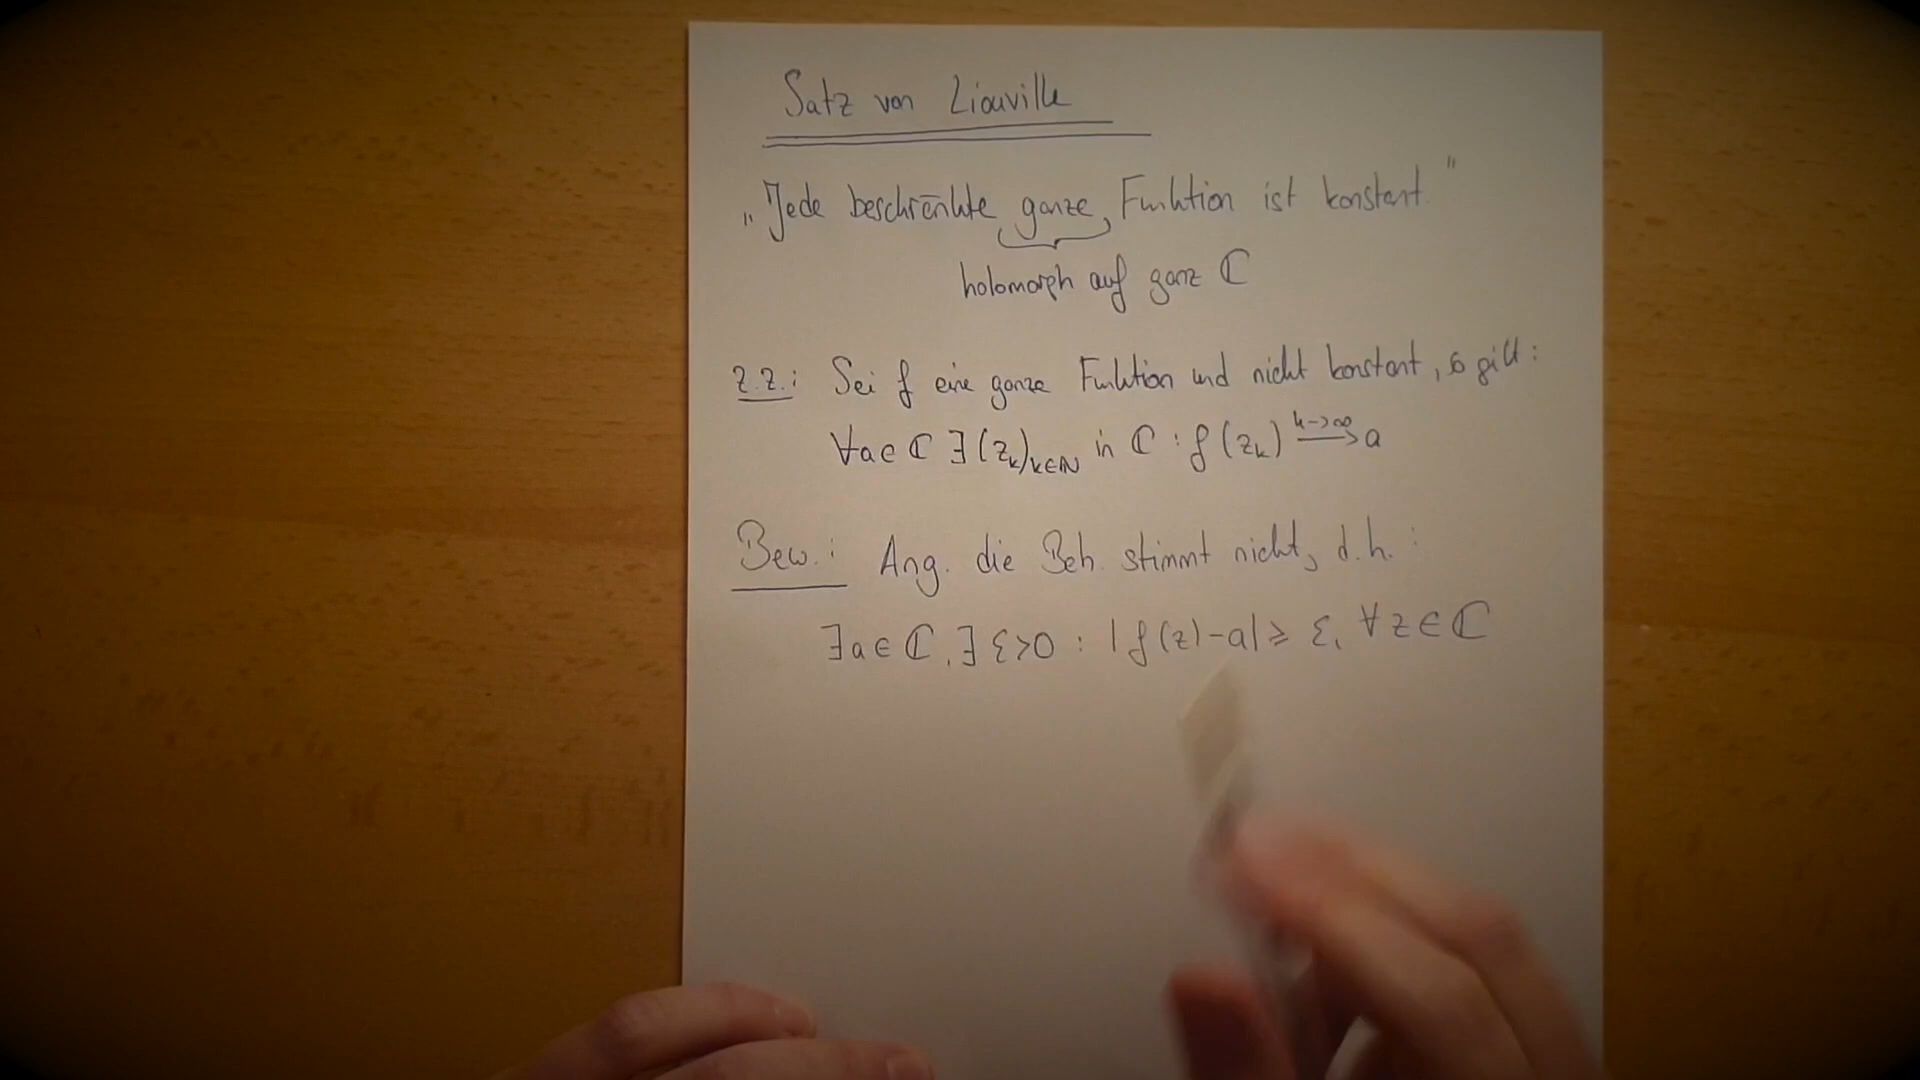 Satz von Liouville
„Jede beschränkte ganze Funktion ist konstant."
holomorph auf ganz ℂ
Z.Z.: Sei f eine ganze Funktion und nicht konstant, so gilt:
∀a∈ℂ ∃(z_k)_{k∈ℕ} in ℂ : f(z_k) →^{k->∞} a
Bew.: Ang. die Beh. stimmt nicht, d.h.:
∃a∈ℂ, ∃ε>0 : |f(z)-a| ≥ ε, ∀z∈ℂ